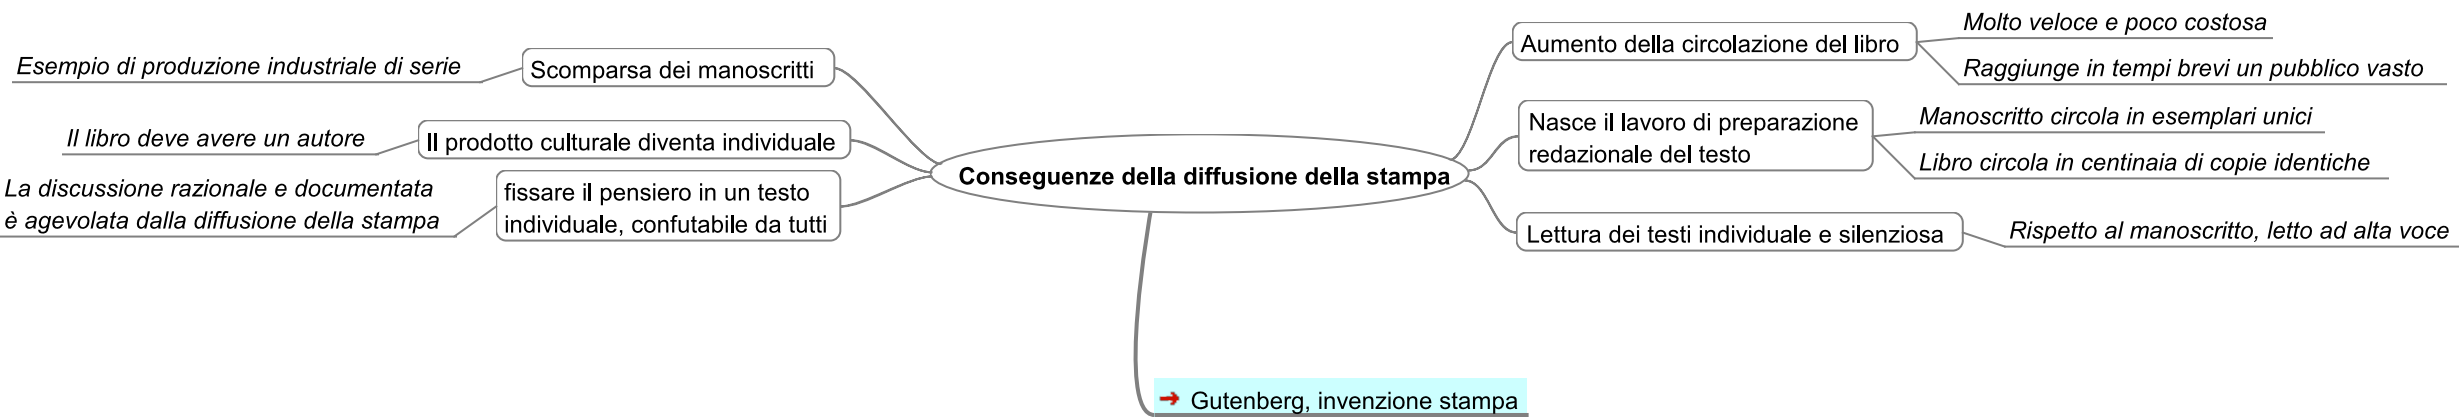 Conseguenze della diffusione della stampa
Aumento della circolazione del libro
Molto veloce e poco costosa
Raggiunge in tempi brevi un pubblico vasto
Nasce il lavoro di preparazione
redazionale del testo
Manoscritto circola in esemplari unici
Libro circola in centinaia di copie identiche
Lettura dei testi individuale e silenziosa
Rispetto al manoscritto, letto ad alta voce
Scomparsa dei manoscritti
Esempio di produzione industriale di serie
Il prodotto culturale diventa individuale
Il libro deve avere un autore
fissare il pensiero in un testo
individuale, confutabile da tutti
La discussione razionale e documentata
è agevolata dalla diffusione della stampa
Gutenberg, invenzione stampa